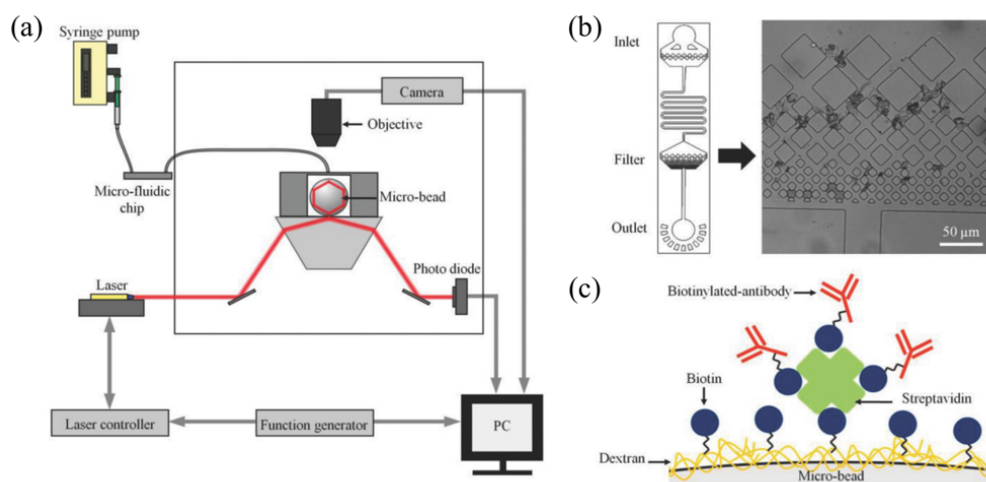 (a)
Syringe pump
Camera
Objective
Micro-fluidic
chip
Micro-bead
Photo diode
Laser
Laser controller
Function generator
PC
(b)
Inlet
Filter
Outlet
50 μm
(c)
Biotinylated-antibody
Biotin
Streptavidin
Dextran
Micro-bead